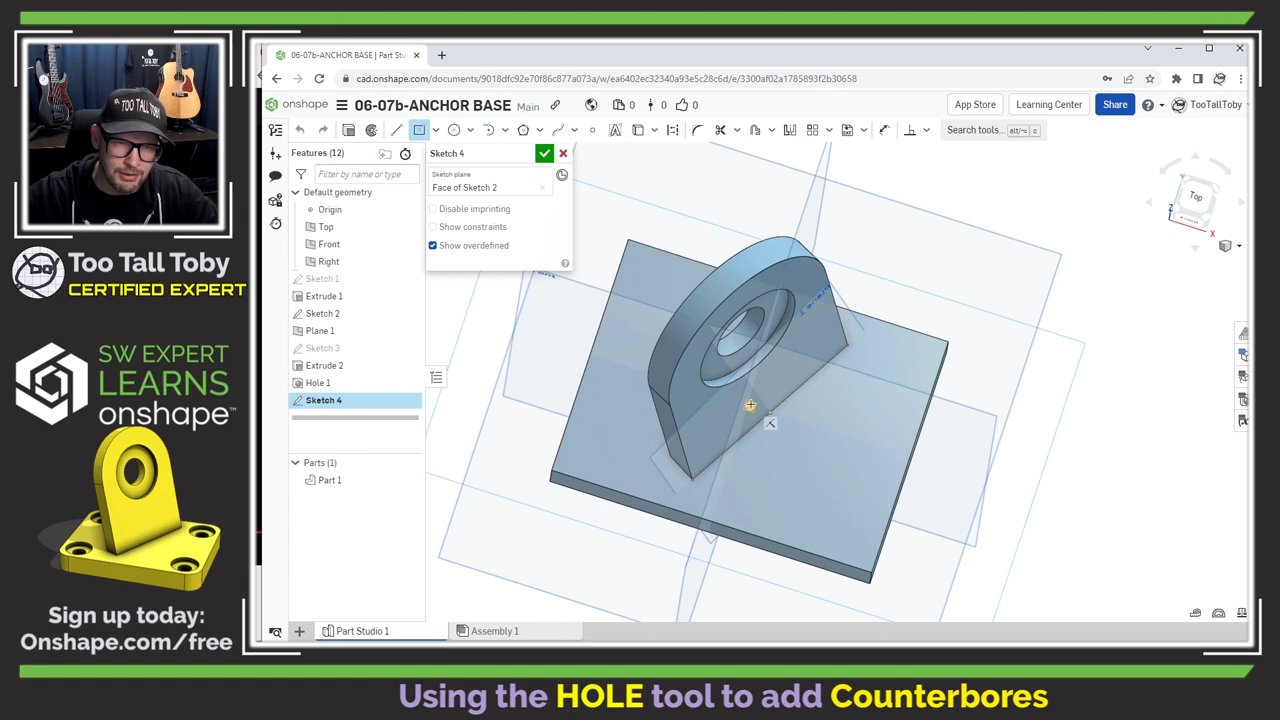 TOO TALL TOBY
Too Tall Toby
CERTIFIED EXPERT
SW EXPERT
LEARNS
onshape
Sign up today:
Onshape.com/free
06-07b-ANCHOR BASE | Part Stu
cad.onshape.com/documents/9018dfc92e70f86c877a073a/w/ea6402ec32340a93e5c28c6d/e/3300af02a1785893f2b30658
onshape
06-07b-ANCHOR BASE Main
0
0
0
App Store
Learning Center
Share
TooTallToby
Search tools...
alt/⌥ c
Features (12)
Filter by name or type
Default geometry
Origin
Top
Front
Right
Sketch 1
Extrude 1
Sketch 2
Plane 1
Sketch 3
Extrude 2
Hole 1
Sketch 4
Parts (1)
Part 1
Sketch 4
Sketch plane
Face of Sketch 2
Disable imprinting
Show constraints
Show overdefined
Top
Y
Z
X
Part Studio 1
Assembly 1
Using the HOLE tool to add Counterbores